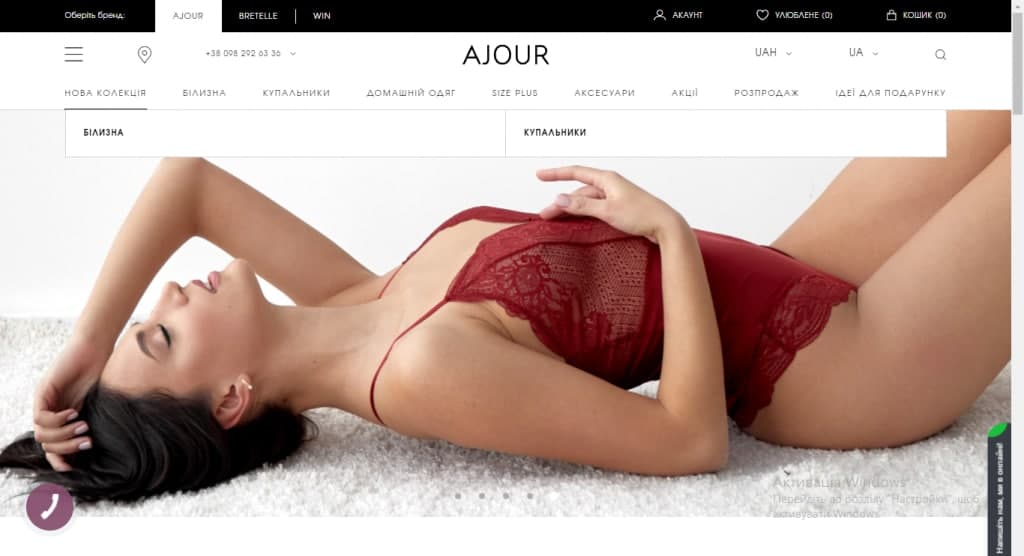 Оберіть бренд:
AJOUR
BRETELLE
WIN
АКАУНТ
УЛЮБЛЕНЕ (0)
КОШИК (0)
+38 098 292 63 36
AJOUR
UAH
UA
НОВА КОЛЕКЦІЯ
БІЛИЗНА
КУПАЛЬНИКИ
ДОМАШНІЙ ОДЯГ
SIZE PLUS
АКСЕСУАРИ
АКЦІЇ
РОЗПРОДАЖ
ІДЕЇ ДЛЯ ПОДАРУНКУ
БІЛИЗНА
КУПАЛЬНИКИ
Активація Windows
Перейдіть до розділу "Настройки", щоб
активувати Windows.
Напишіть нам, ми в онлайні!